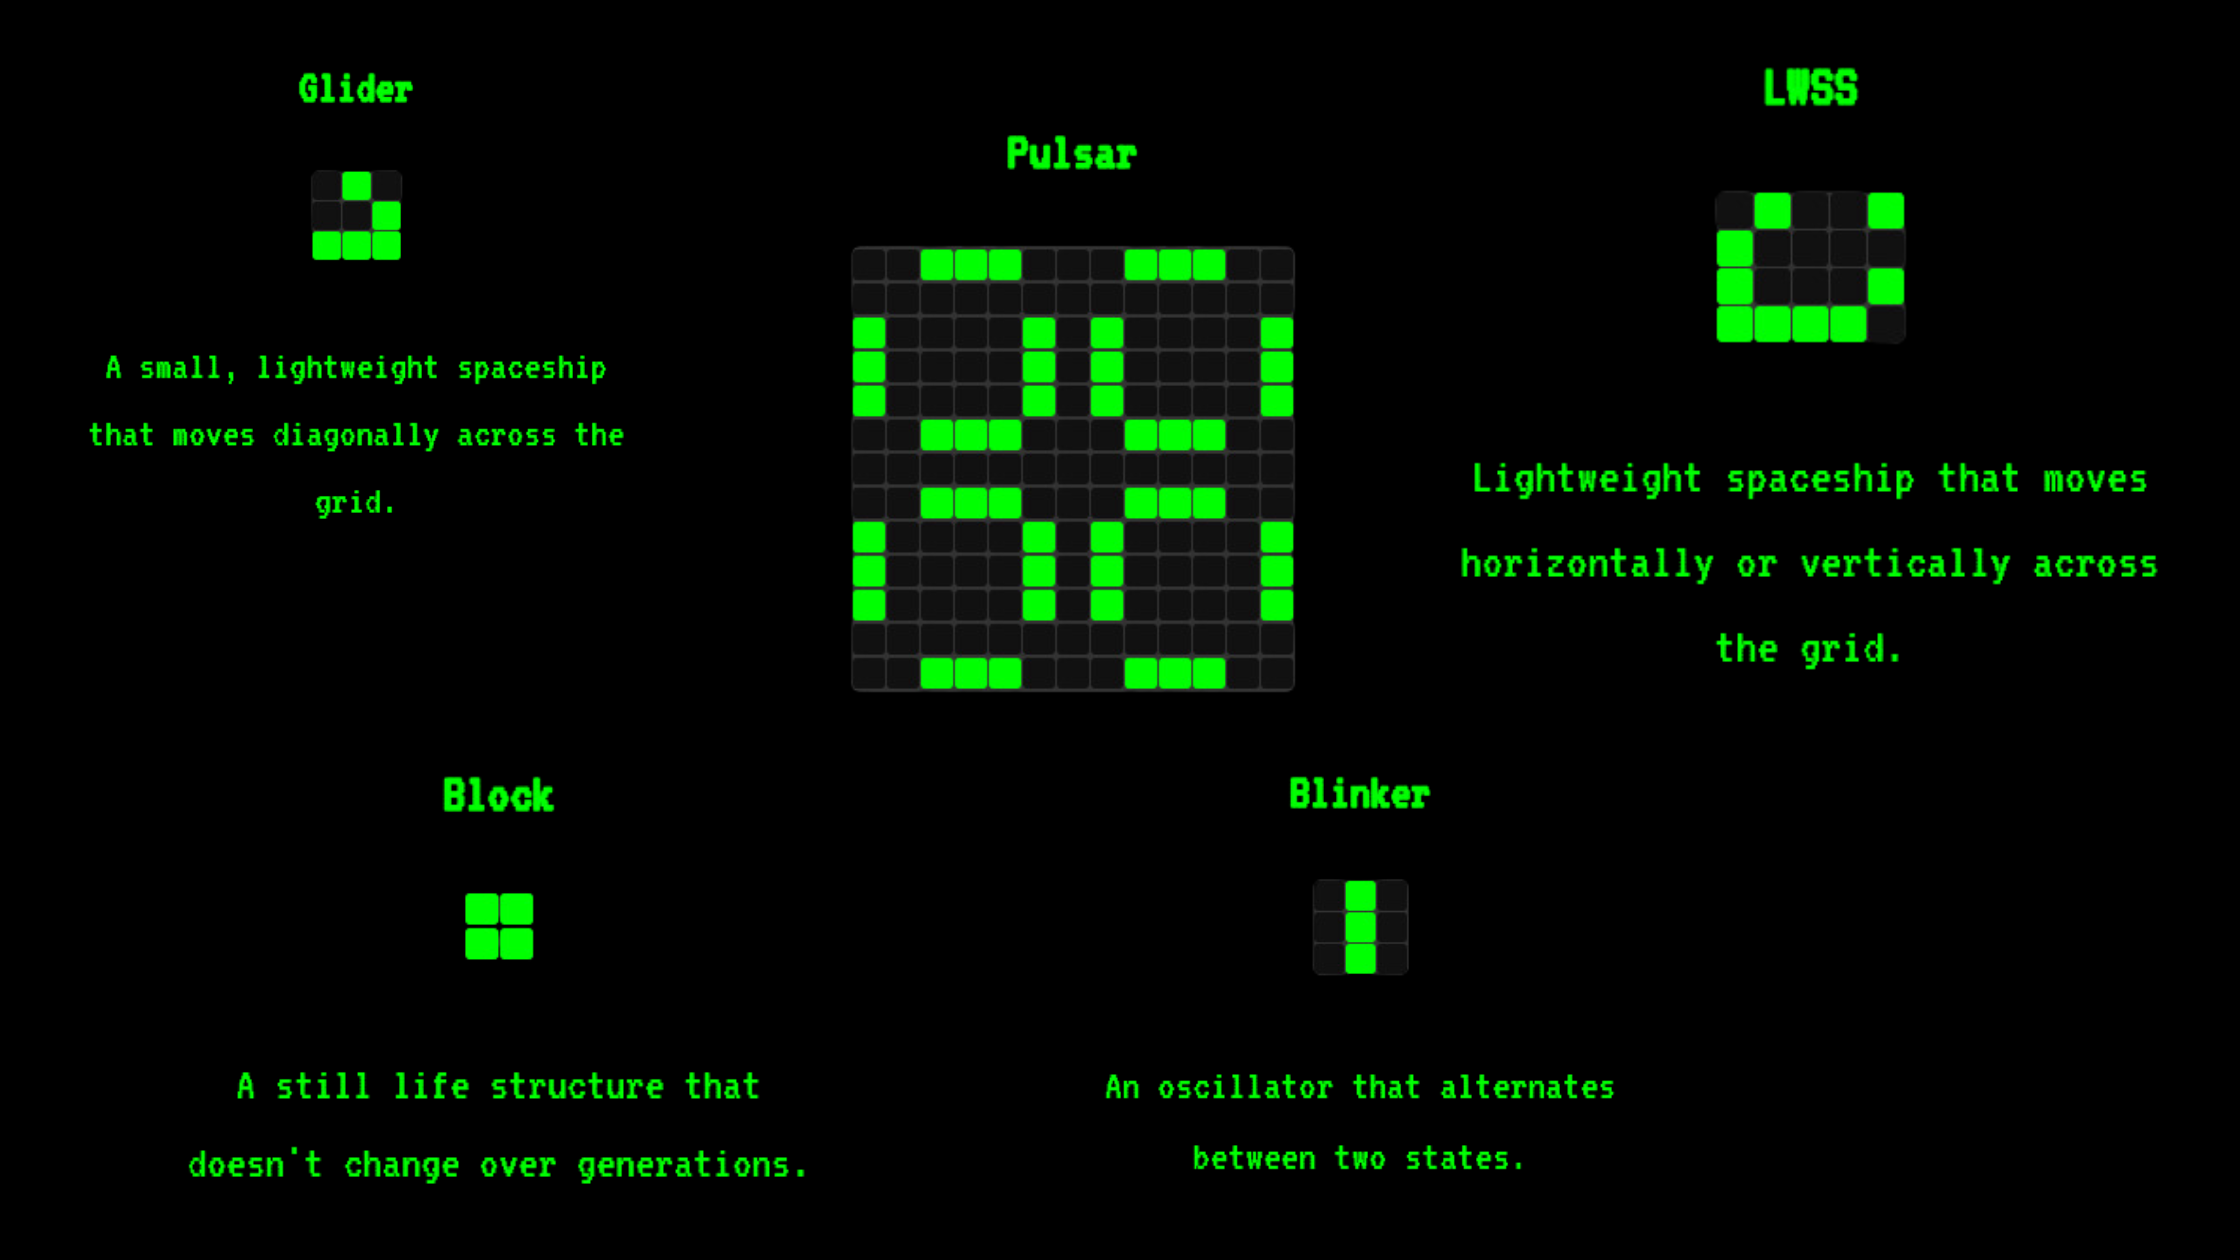 Glider
A small, lightweight spaceship
that moves diagonally across the
grid.
Pulsar
LWSS
Lightweight spaceship that moves
horizontally or vertically across
the grid.
Block
A still life structure that
doesn't change over generations.
Blinker
An oscillator that alternates
between two states.